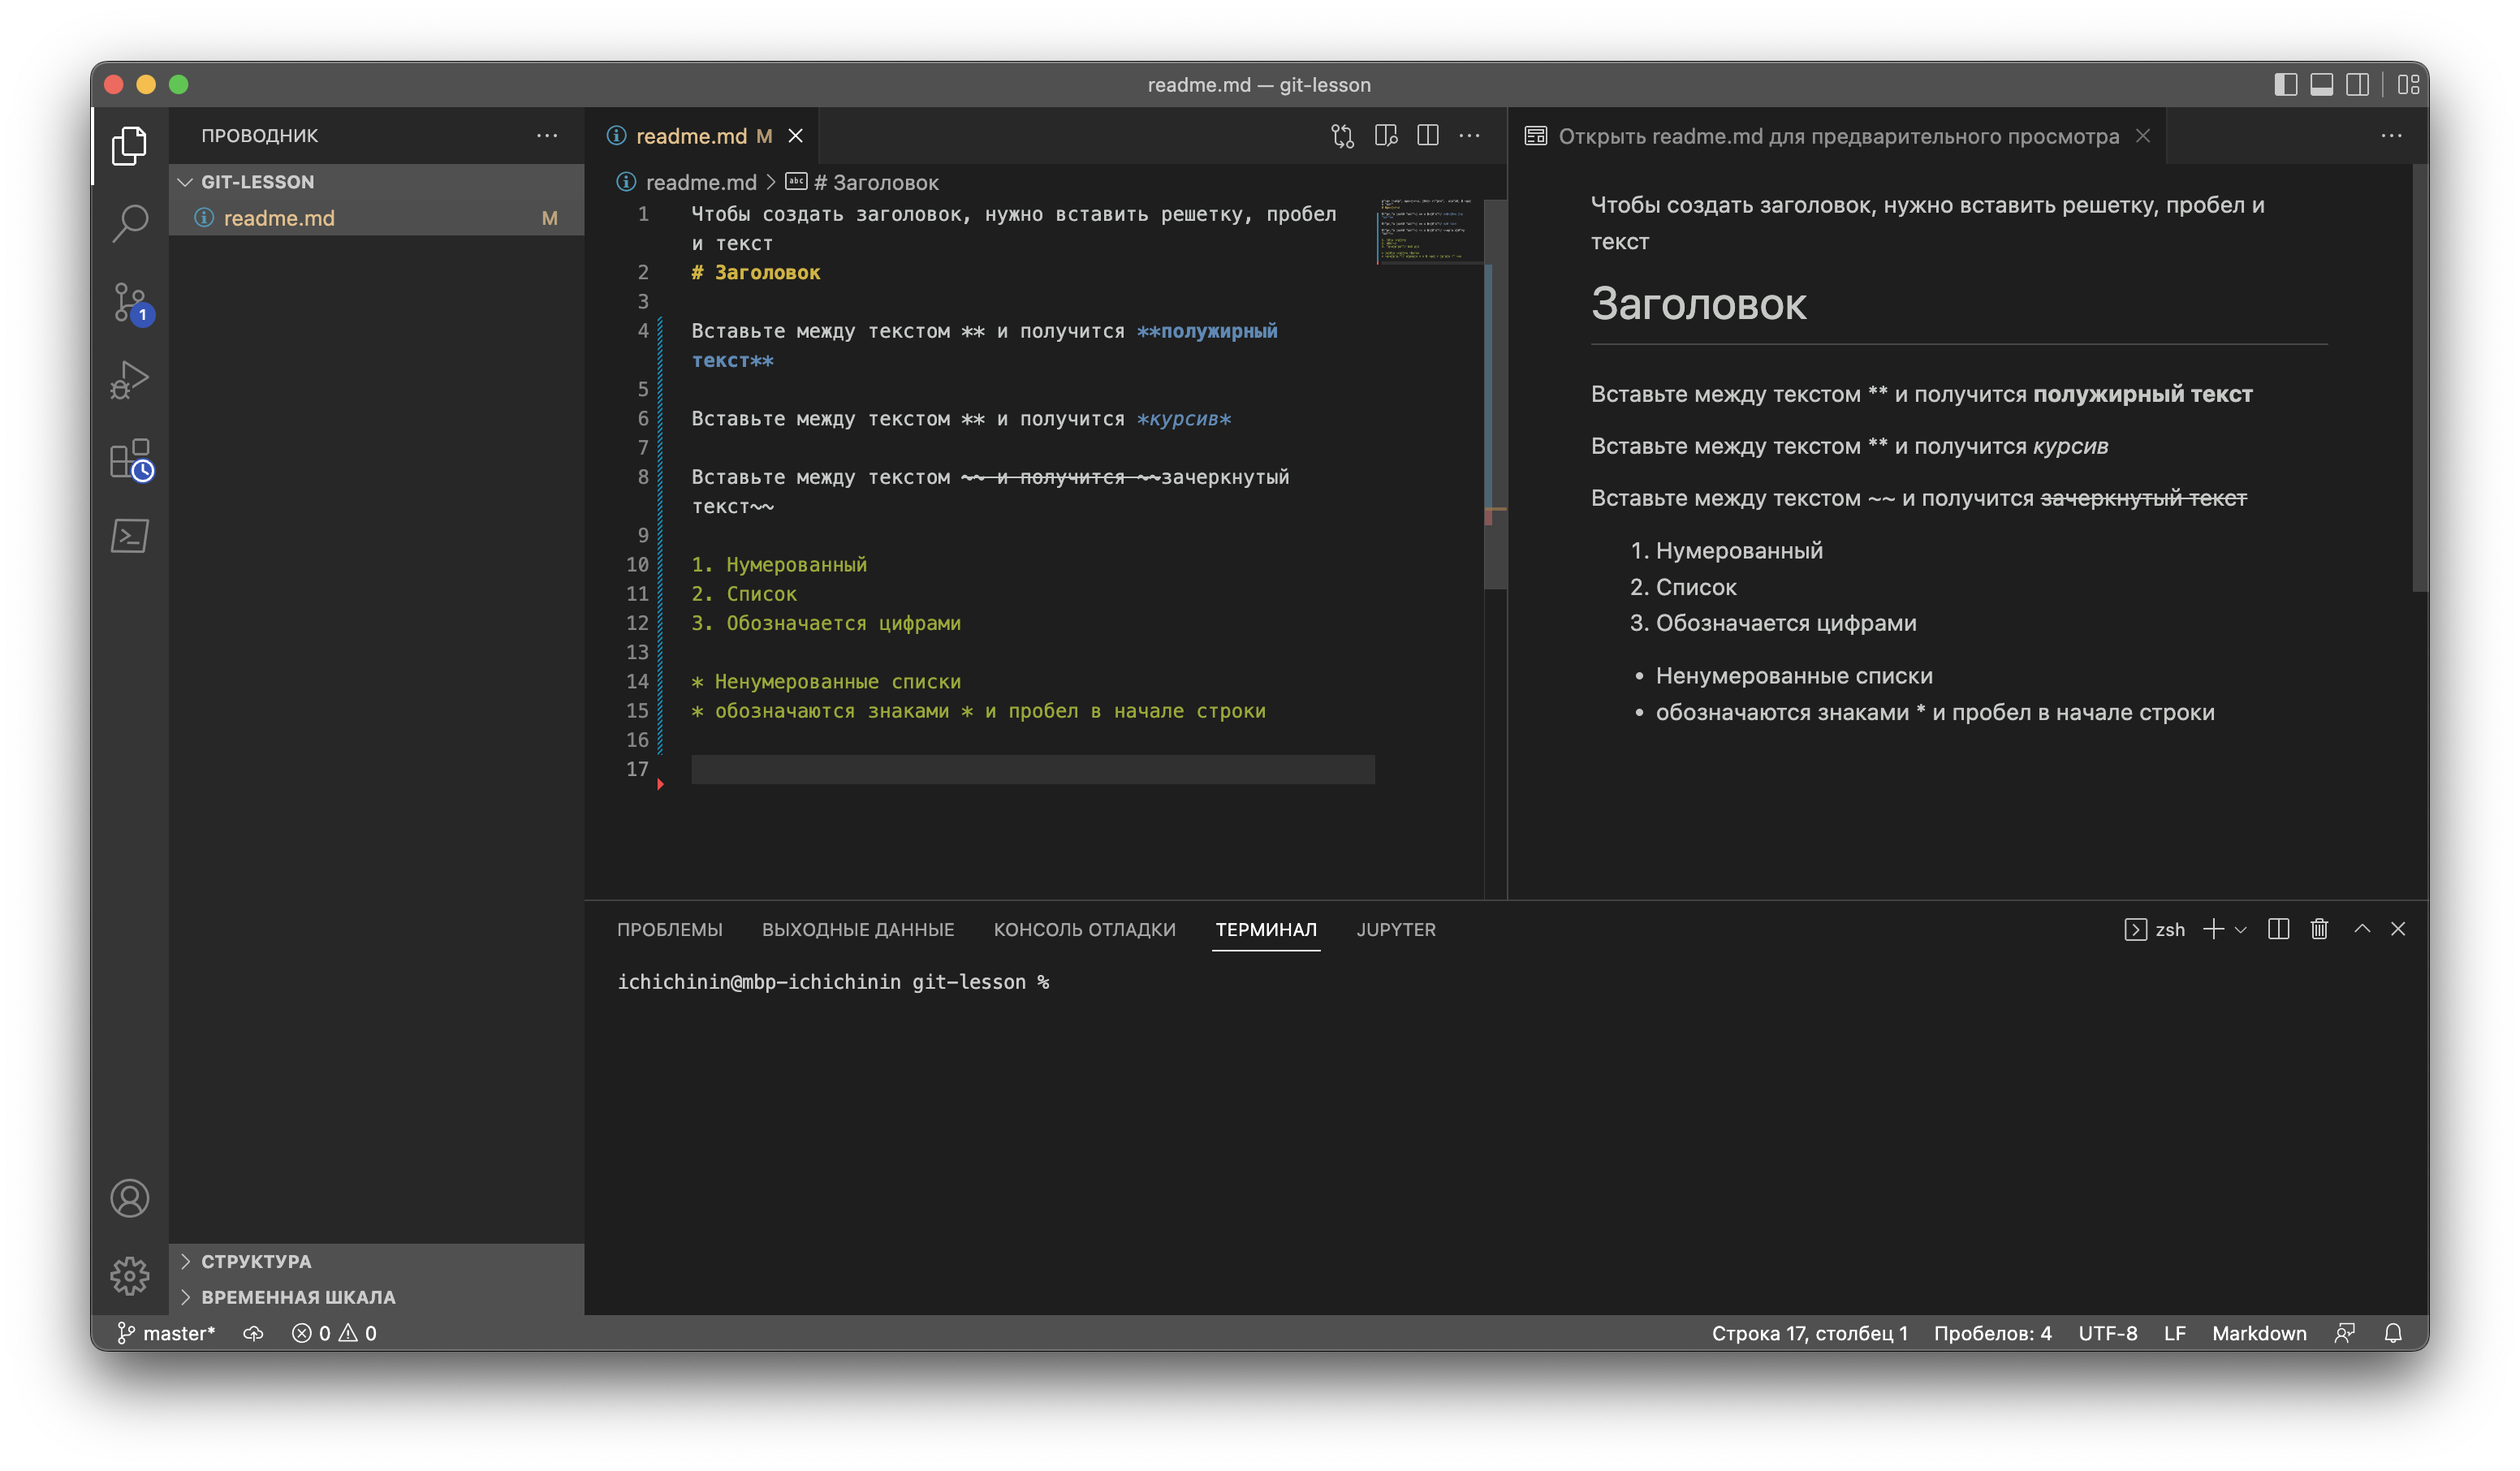 readme.md — git-lesson
ПРОВОДНИК
GIT-LESSON
readme.md M
readme.md M
readme.md > # Заголовок
1 Чтобы создать заголовок, нужно вставить решетку, пробел
и текст
2 # Заголовок
3
4 Вставьте между текстом ** и получится **полужирный
текст**
5
6 Вставьте между текстом ** и получится *курсив*
7
8 Вставьте между текстом ~~ и получится ~~зачеркнутый
текст~~
9
10 1. Нумерованный
11 2. Список
12 3. Обозначается цифрами
13
14 * Ненумерованные списки
15 * обозначаются знаками * и пробел в начале строки
16
17
Открыть readme.md для предварительного просмотра
Чтобы создать заголовок, нужно вставить решетку, пробел и
текст
Заголовок
Вставьте между текстом ** и получится полужирный текст
Вставьте между текстом ** и получится курсив
Вставьте между текстом ~~ и получится зачеркнутый текст
1. Нумерованный
2. Список
3. Обозначается цифрами
• Ненумерованные списки
• обозначаются знаками * и пробел в начале строки
ПРОБЛЕМЫ ВЫХОДНЫЕ ДАННЫЕ КОНСОЛЬ ОТЛАДКИ ТЕРМИНАЛ JUPYTER
zsh
ichichinin@mbp-ichichinin git-lesson %
1
СТРУКТУРА
ВРЕМЕННАЯ ШКАЛА
master* 0 0 Строка 17, столбец 1 Пробелов: 4 UTF-8 LF Markdown